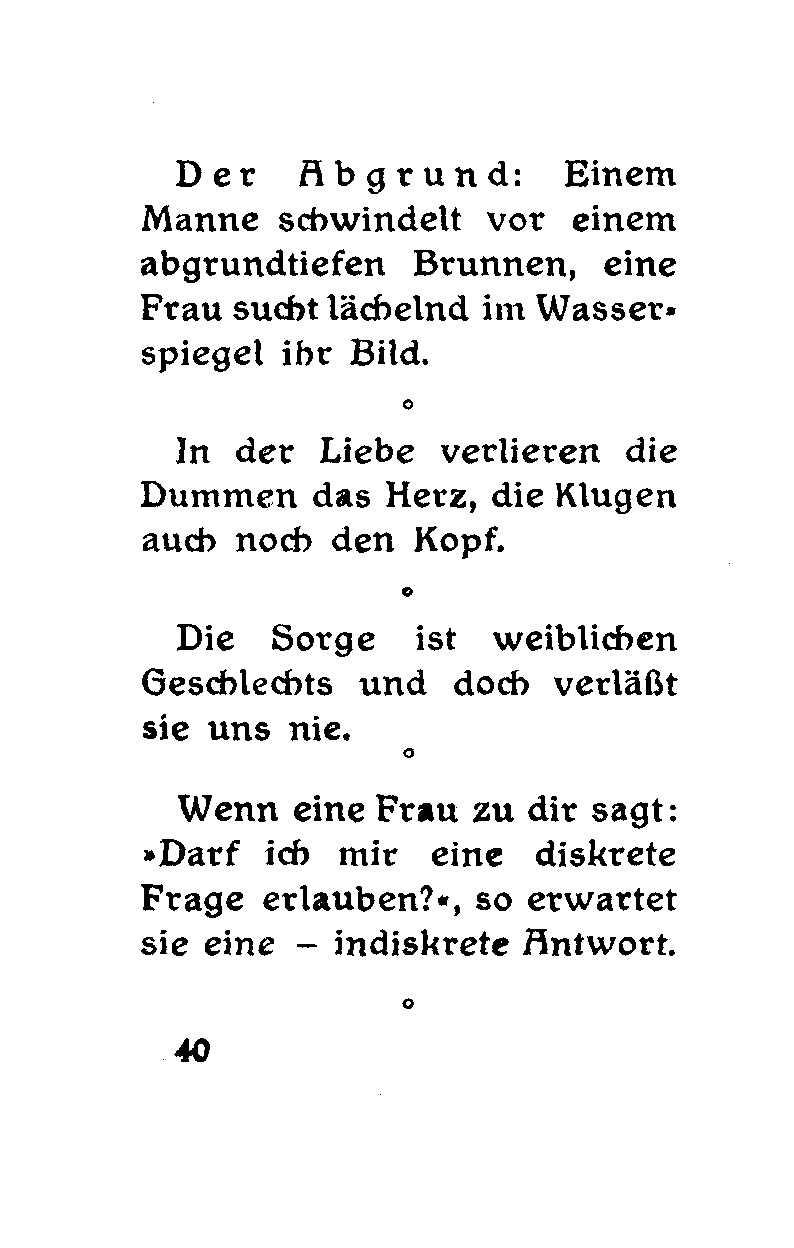 Der Abgrund: Einem
Manne schwindelt vor einem
abgrundtiefen Brunnen, eine
Frau sucht lächelnd im Wasser-
spiegel ihr Bild.
°
In der Liebe verlieren die
Dummen das Herz, die Klugen
auch noch den Kopf.
°
Die Sorge ist weiblichen
Geschlechts und doch verläßt
sie uns nie.
°
Wenn eine Frau zu dir sagt:
»Darf ich mir eine diskrete
Frage erlauben?«, so erwartet
sie eine – indiskrete Antwort.
°
40